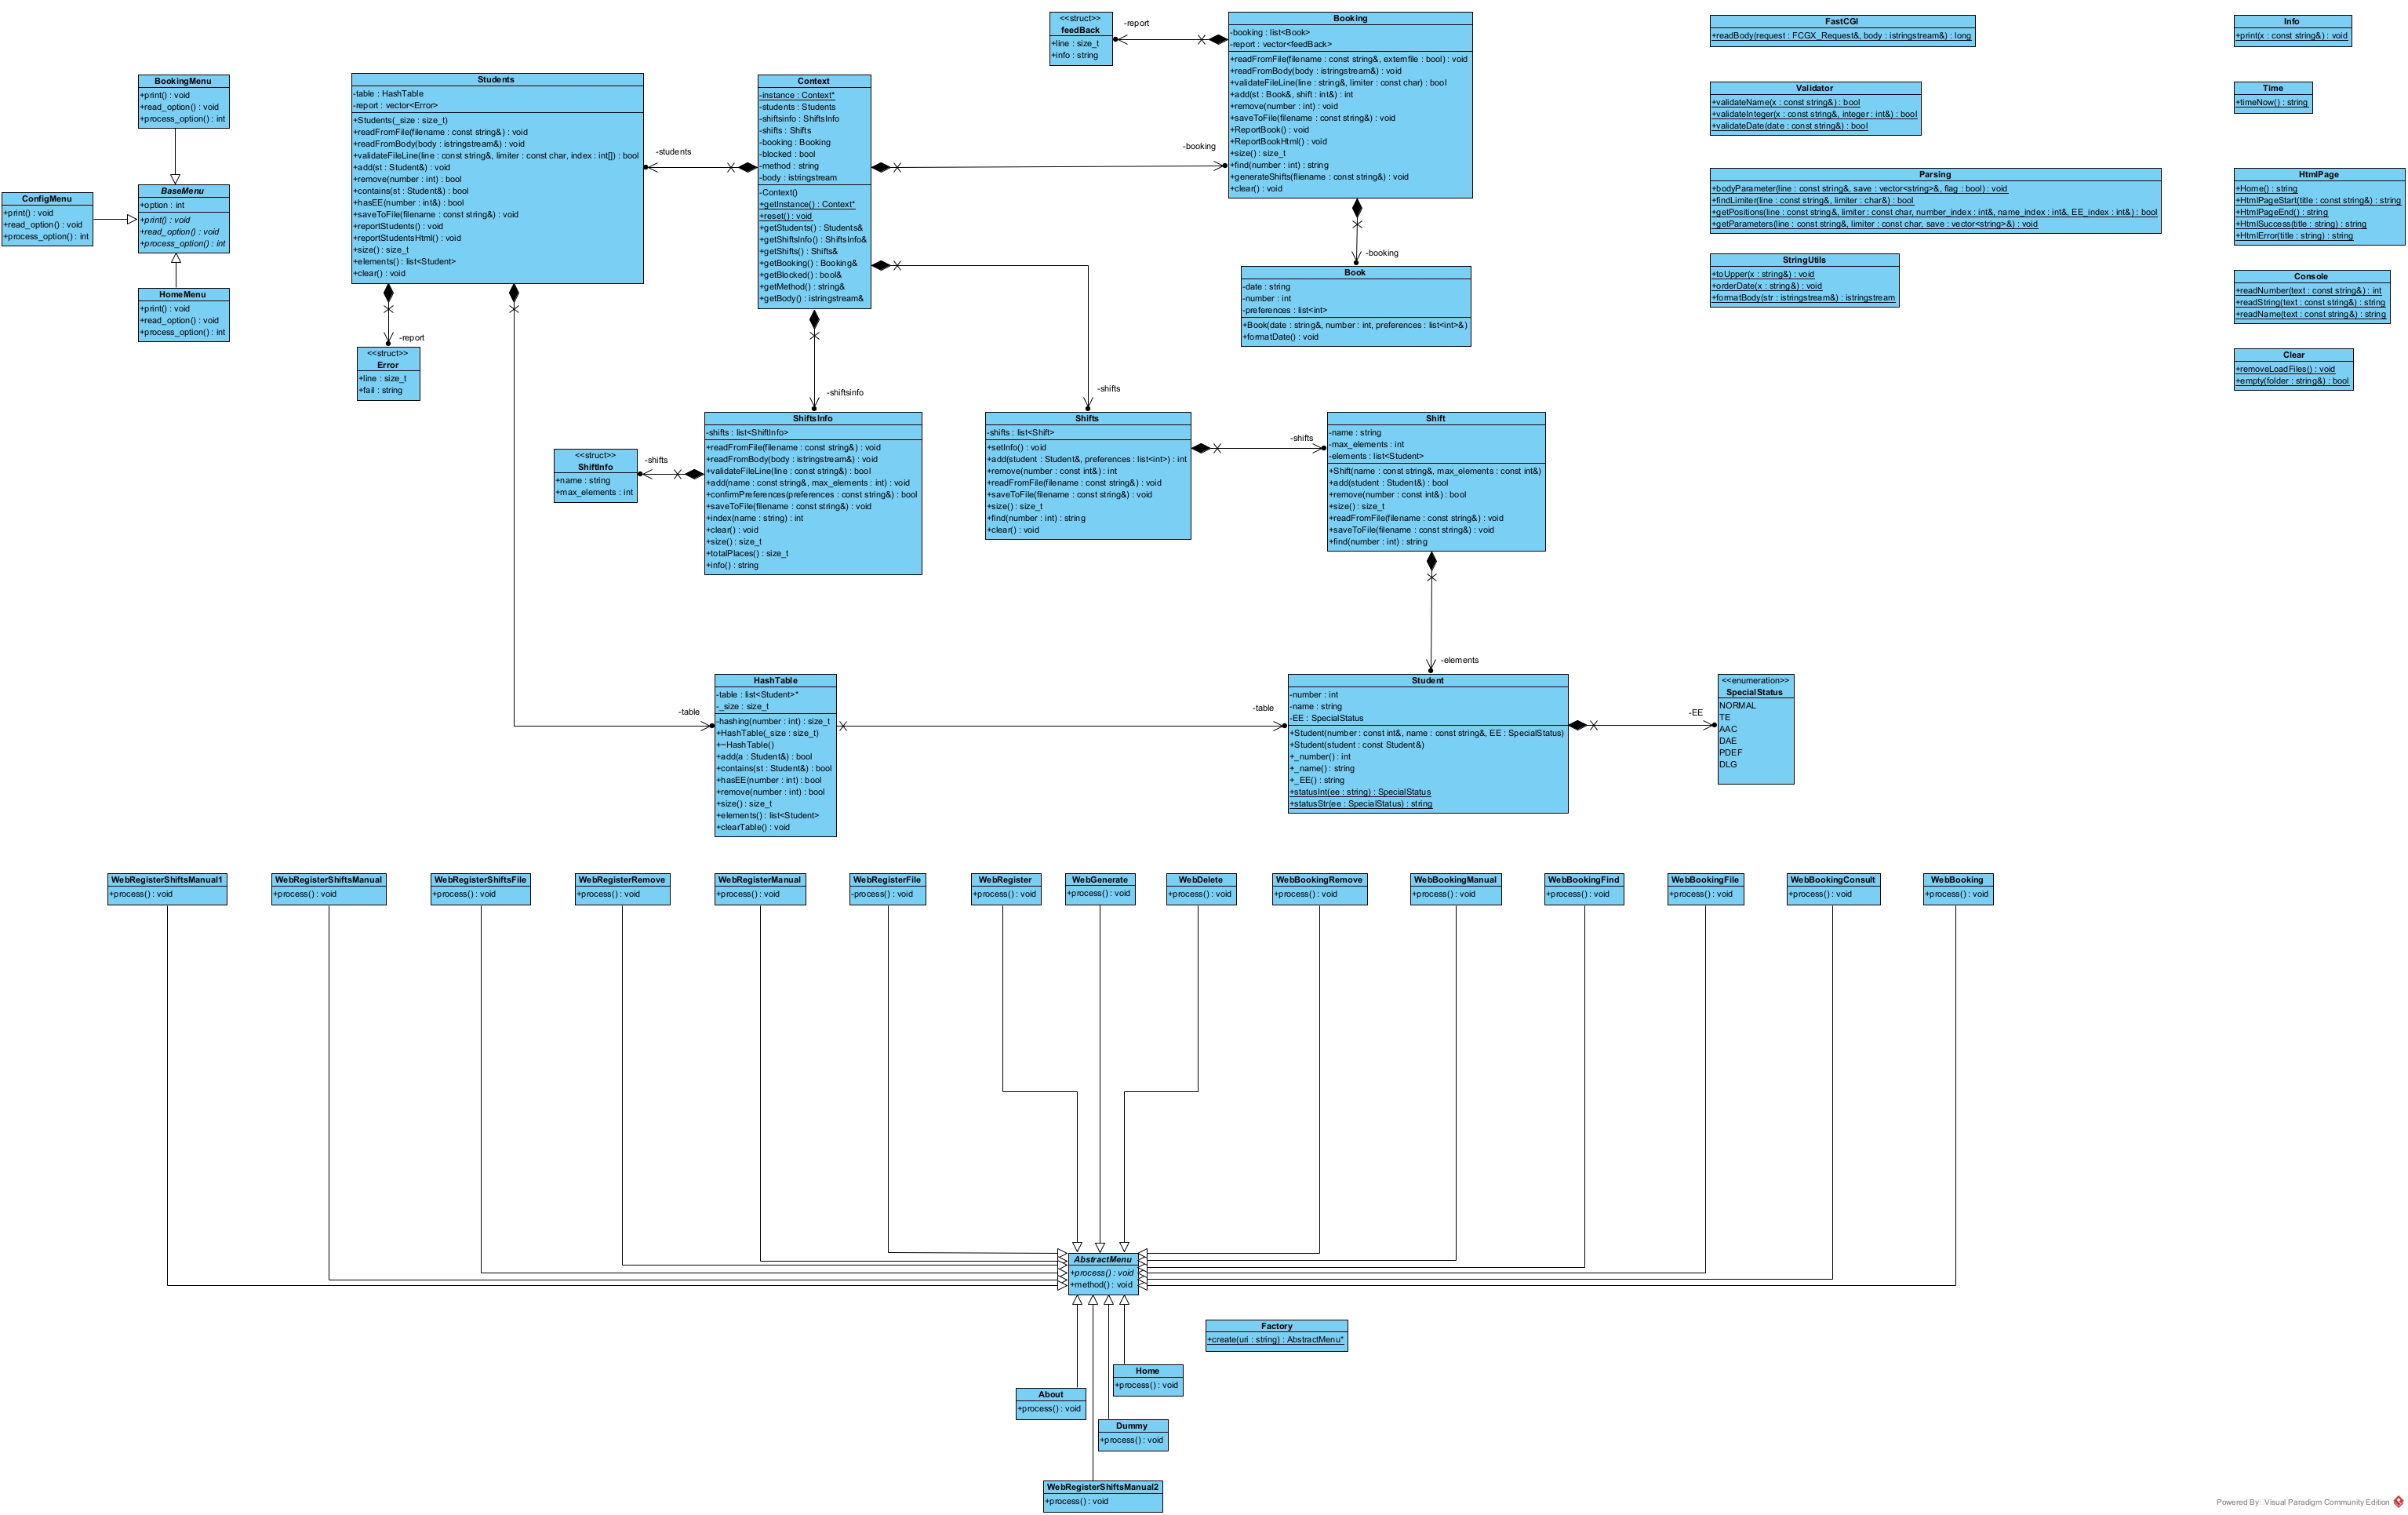 BookingMenu
+print() : void
+read_option() : void
+process_option() : int
ConfigMenu
+print() : void
+read_option() : void
+process_option() : int
BaseMenu
+option : int
+print() : void
+read_option() : void
+process_option() : int
HomeMenu
+print() : void
+read_option() : void
+process_option() : int
Students
-table : HashTable
-report : vector<Error>
+Students(_size : size_t)
+readFromFile(filename : const string&) : void
+readFromBody(body : istringstream&) : void
+validateFileLine(line : const string&, limiter : const char, index : int[]) : bool
+add(st : Student&) : void
+remove(number : int) : bool
+contains(st : Student&) : bool
+hasEE(number : int&) : bool
+saveToFile(filename : const string&) : void
+reportStudents() : void
+reportStudentsHtml() : void
+size() : size_t
+elements() : list<Student>
+clear() : void
-students
Context
-instance : Context*
-students : Students
-shiftsinfo : ShiftsInfo
-shifts : Shifts
-booking : Booking
-blocked : bool
-method : string
-body : istringstream
-Context()
+getInstance() : Context*
+reset() : void
+getStudents() : Students&
+getShiftsInfo() : ShiftsInfo&
+getShifts() : Shifts&
+getBooking() : Booking&
+getBlocked() : bool&
+getMethod() : string&
+getBody() : istringstream&
<<struct>>
feedBack
+line : size_t
+info : string
-report
Booking
-booking : list<Book>
-report : vector<feedBack>
+readFromFile(filename : const string&, externfile : bool) : void
+readFromBody(body : istringstream&) : void
+validateFileLine(line : string&, limiter : const char) : bool
+add(st : Book&, shift : int&) : int
+remove(number : int) : void
+saveToFile(filename : const string&) : void
+ReportBook() : void
+ReportBookHtml() : void
+size() : size_t
+find(number : int) : string
+generateShifts(fliename : const string&) : void
+clear() : void
-booking
-booking
Book
-date : string
-number : int
-preferences : list<int>
+Book(date : string&, number : int, preferences : list<int>&)
+formatDate() : void
FastCGI
+readBody(request : FCGX_Request&, body : istringstream&) : long
Validator
+validateName(x : const string&) : bool
+validateInteger(x : const string&, integer : int&) : bool
+validateDate(date : const string&) : bool
Parsing
+bodyParameter(line : const string&, save : vector<string>&, flag : bool) : void
+findLimiter(line : const string&, limiter : char&) : bool
+getPositions(line : const string&, limiter : const char, number_index : int&, name_index : int&, EE_index : int&) : bool
+getParameters(line : const string&, limiter : const char, save : vector<string>&) : void
StringUtils
+toUpper(x : string&) : void
+orderDate(x : string&) : void
+formatBody(str : istringstream&) : istringstream
Info
+print(x : const string&) : void
Time
+timeNow() : string
HtmlPage
+Home() : string
+HtmlPageStart(title : const string&) : string
+HtmlPageEnd() : string
+HtmlSuccess(title : string) : string
+HtmlError(title : string) : string
Console
+readNumber(text : const string&) : int
+readString(text : const string&) : string
+readName(text : const string&) : string
Clear
+removeLoadFiles() : void
+empty(folder : string&) : bool
-report
<<struct>>
Error
+line : size_t
+fail : string
-shiftsinfo
-shifts
<<struct>>
ShiftInfo
+name : string
+max_elements : int
-shifts
ShiftsInfo
-shifts : list<ShiftInfo>
+readFromFile(filename : const string&) : void
+readFromBody(body : istringstream&) : void
+validateFileLine(line : const string&) : bool
+add(name : const string&, max_elements : int) : void
+confirmPreferences(preferences : const string&) : bool
+saveToFile(filename : const string&) : void
+index(name : string) : int
+clear() : void
+size() : size_t
+totalPlaces() : size_t
+info() : string
Shifts
-shifts : list<Shift>
+setInfo() : void
+add(student : Student&, preferences : list<int>) : int
+remove(number : const int&) : int
+readFromFile(filename : const string&) : void
+saveToFile(filename : const string&) : void
+size() : size_t
+find(number : int) : string
+clear() : void
-shifts
Shift
-name : string
-max_elements : int
-elements : list<Student>
+Shift(name : const string&, max_elements : const int&)
+add(student : Student&) : bool
+remove(number : const int&) : bool
+size() : size_t
+readFromFile(filename : const string&) : void
+saveToFile(filename : const string&) : void
+find(number : int) : string
-elements
-table
HashTable
-table : list<Student>*
-_size : size_t
-hashing(number : int) : size_t
+HashTable(_size : size_t)
+~HashTable()
+add(a : Student&) : bool
+contains(st : Student&) : bool
+hasEE(number : int) : bool
+remove(number : int) : bool
+size() : size_t
+elements() : list<Student>
+clearTable() : void
-table
Student
-number : int
-name : string
-EE : SpecialStatus
+Student(number : const int&, name : const string&, EE : SpecialStatus)
+Student(student : const Student&)
+_number() : int
+_name() : string
+_EE() : string
+statusInt(ee : string) : SpecialStatus
+statusStr(ee : SpecialStatus) : string
-EE
<<enumeration>>
SpecialStatus
NORMAL
TE
AAC
DAE
PDEF
DLG
WebRegisterShiftsManual1
+process() : void
WebRegisterShiftsManual
+process() : void
WebRegisterShiftsFile
+process() : void
WebRegisterRemove
+process() : void
WebRegisterManual
+process() : void
WebRegisterFile
-process() : void
WebRegister
+process() : void
WebGenerate
+process() : void
WebDelete
+process() : void
WebBookingRemove
+process() : void
WebBookingManual
+process() : void
WebBookingFind
+process() : void
WebBookingFile
+process() : void
WebBookingConsult
+process() : void
WebBooking
+process() : void
AbstractMenu
+process() : void
+method() : void
Factory
+create(uri : string) : AbstractMenu*
Home
+process() : void
About
+process() : void
Dummy
+process() : void
WebRegisterShiftsManual2
+process() : void
Powered By Visual Paradigm Community Edition